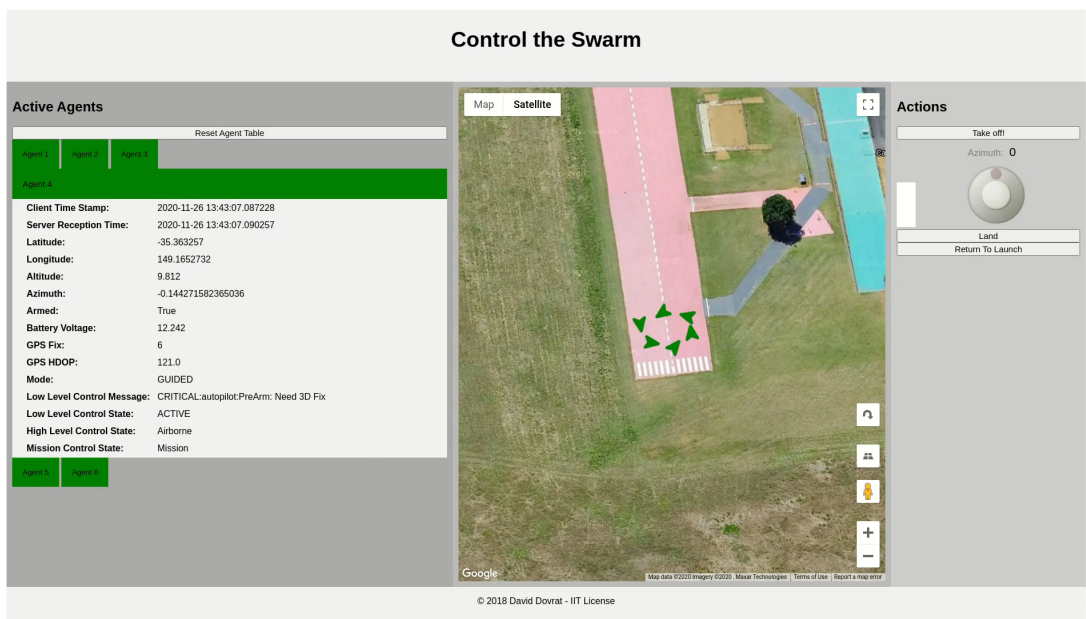 Control the Swarm
Active Agents
Reset Agent Table
Agent 1 Agent 2 Agent 3
Agent 4
Client Time Stamp: 2020-11-26 13:43:07.087228
Server Reception Time: 2020-11-26 13:43:07.090257
Latitude: -35.363257
Longitude: 149.1652732
Altitude: 9.812
Azimuth: -0.144271582365036
Armed: True
Battery Voltage: 12.242
GPS Fix: 6
GPS HDOP: 121.0
Mode: GUIDED
Low Level Control Message: CRITICAL:autopilot:PreArm: Need 3D Fix
Low Level Control State: ACTIVE
High Level Control State: Airborne
Mission Control State: Mission
Agent 5 Agent 6
Map Satellite
Google
Map data ©2020 Imagery ©2020 , Maxar Technologies Terms of Use Report a map error
Actions
Take off!
Azimuth: 0
Land
Return To Launch
© 2018 David Dovrat - IIT License